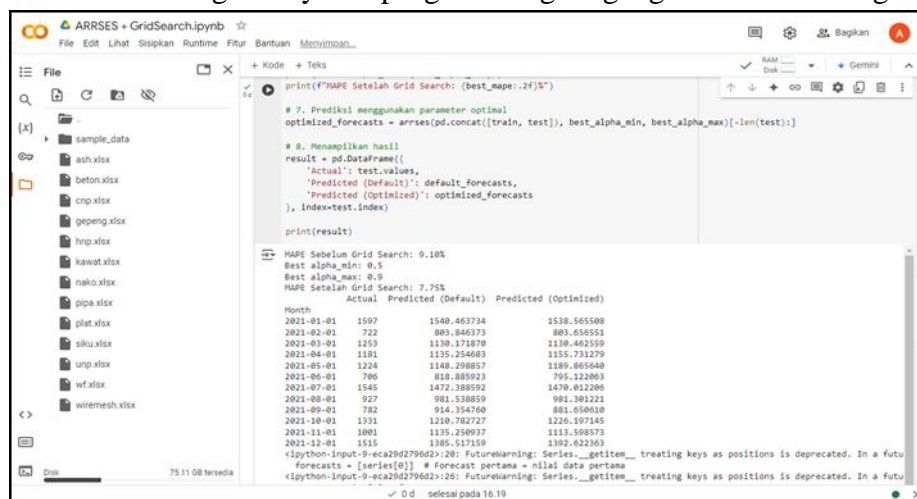 ARRSES + GridSearch.ipynb
File Edit Lihat Sisipkan Runtime Fitur Bantuan Menyimpan...
Bagikan
A
File
+ Kode + Teks
RAM
Disk
Gemini
{x}
..
sample_data
ash.xlsx
beton.xlsx
cnp.xlsx
gepeng.xlsx
hnp.xlsx
kawat.xlsx
nako.xlsx
pipa.xlsx
plat.xlsx
siku.xlsx
unp.xlsx
wf.xlsx
wiremesh.xlsx
Disk 75.11 GB tersedia
print(f"MAPE Setelah Grid Search: {best_mape:.2f}%")
# 7. Prediksi menggunakan parameter optimal
optimized_forecasts = arrses(pd.concat([train, test]), best_alpha_min, best_alpha_max)[-len(test):]
# 8. Menampilkan hasil
result = pd.DataFrame({
'Actual': test.values,
'Predicted (Default)': default_forecasts,
'Predicted (Optimized)': optimized_forecasts
}, index=test.index)
print(result)
MAPE Sebelum Grid Search: 9.10%
Best alpha_min: 0.5
Best alpha_max: 0.9
MAPE Setelah Grid Search: 7.75%
Actual Predicted (Default) Predicted (Optimized)
Month
2021-01-01 1597 1540.463734 1538.565508
2021-02-01 722 803.846373 803.656551
2021-03-01 1253 1130.171870 1130.462559
2021-04-01 1181 1135.254683 1155.731279
2021-05-01 1224 1148.298857 1189.865640
2021-06-01 706 818.885923 795.122063
2021-07-01 1545 1472.388592 1470.012206
2021-08-01 927 981.538859 981.301221
2021-09-01 782 914.354760 881.650610
2021-10-01 1331 1210.782727 1226.197145
2021-11-01 1001 1135.250937 1113.598573
2021-12-01 1515 1385.517159 1392.622363
<ipython-input-9-eca29d2796d2>:20: FutureWarning: Series.__getitem__ treating keys as positions is deprecated. In a futu
forecasts = [series[0]] # Forecast pertama = nilai data pertama
<ipython-input-9-eca29d2796d2>:26: FutureWarning: Series.__getitem__ treating keys as positions is deprecated. In a futu
0 d selesai pada 16.19